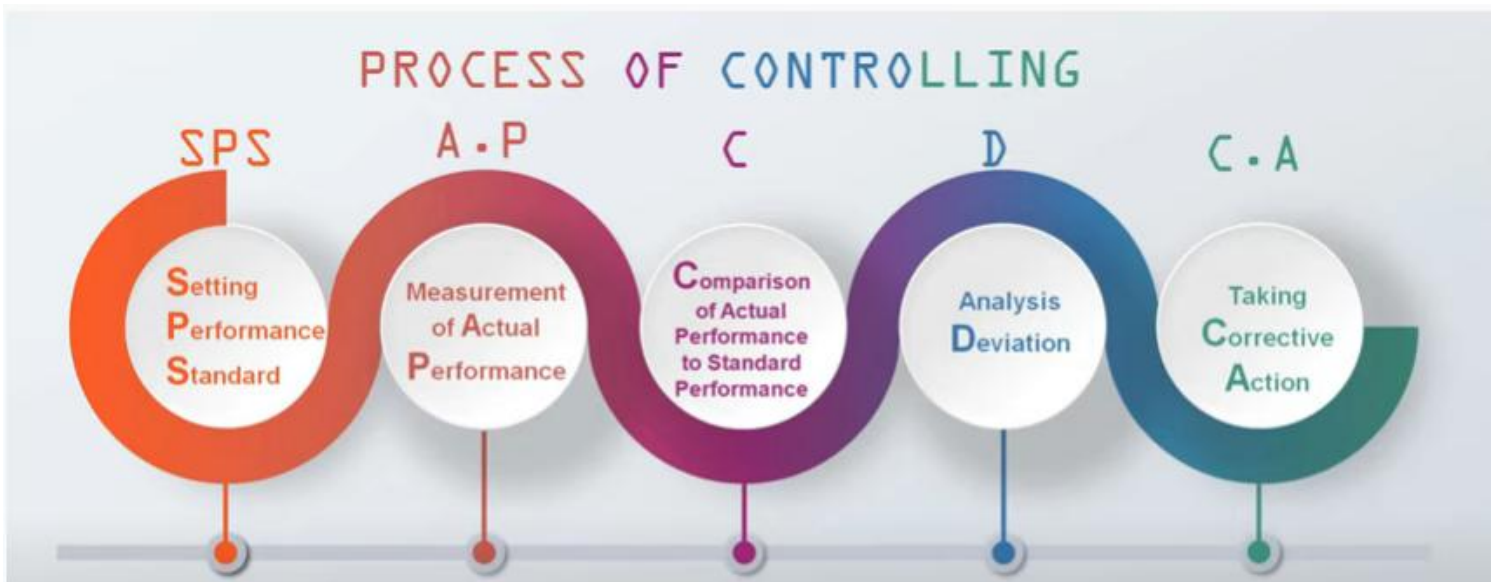 PROCESS OF CONTROLLING
SPS
A.P
C
D
C.A
Setting
Performance
Standard
Measurement
of Actual
Performance
Comparison
of Actual
Performance
to Standard
Performance
Analysis
Deviation
Taking
Corrective
Action